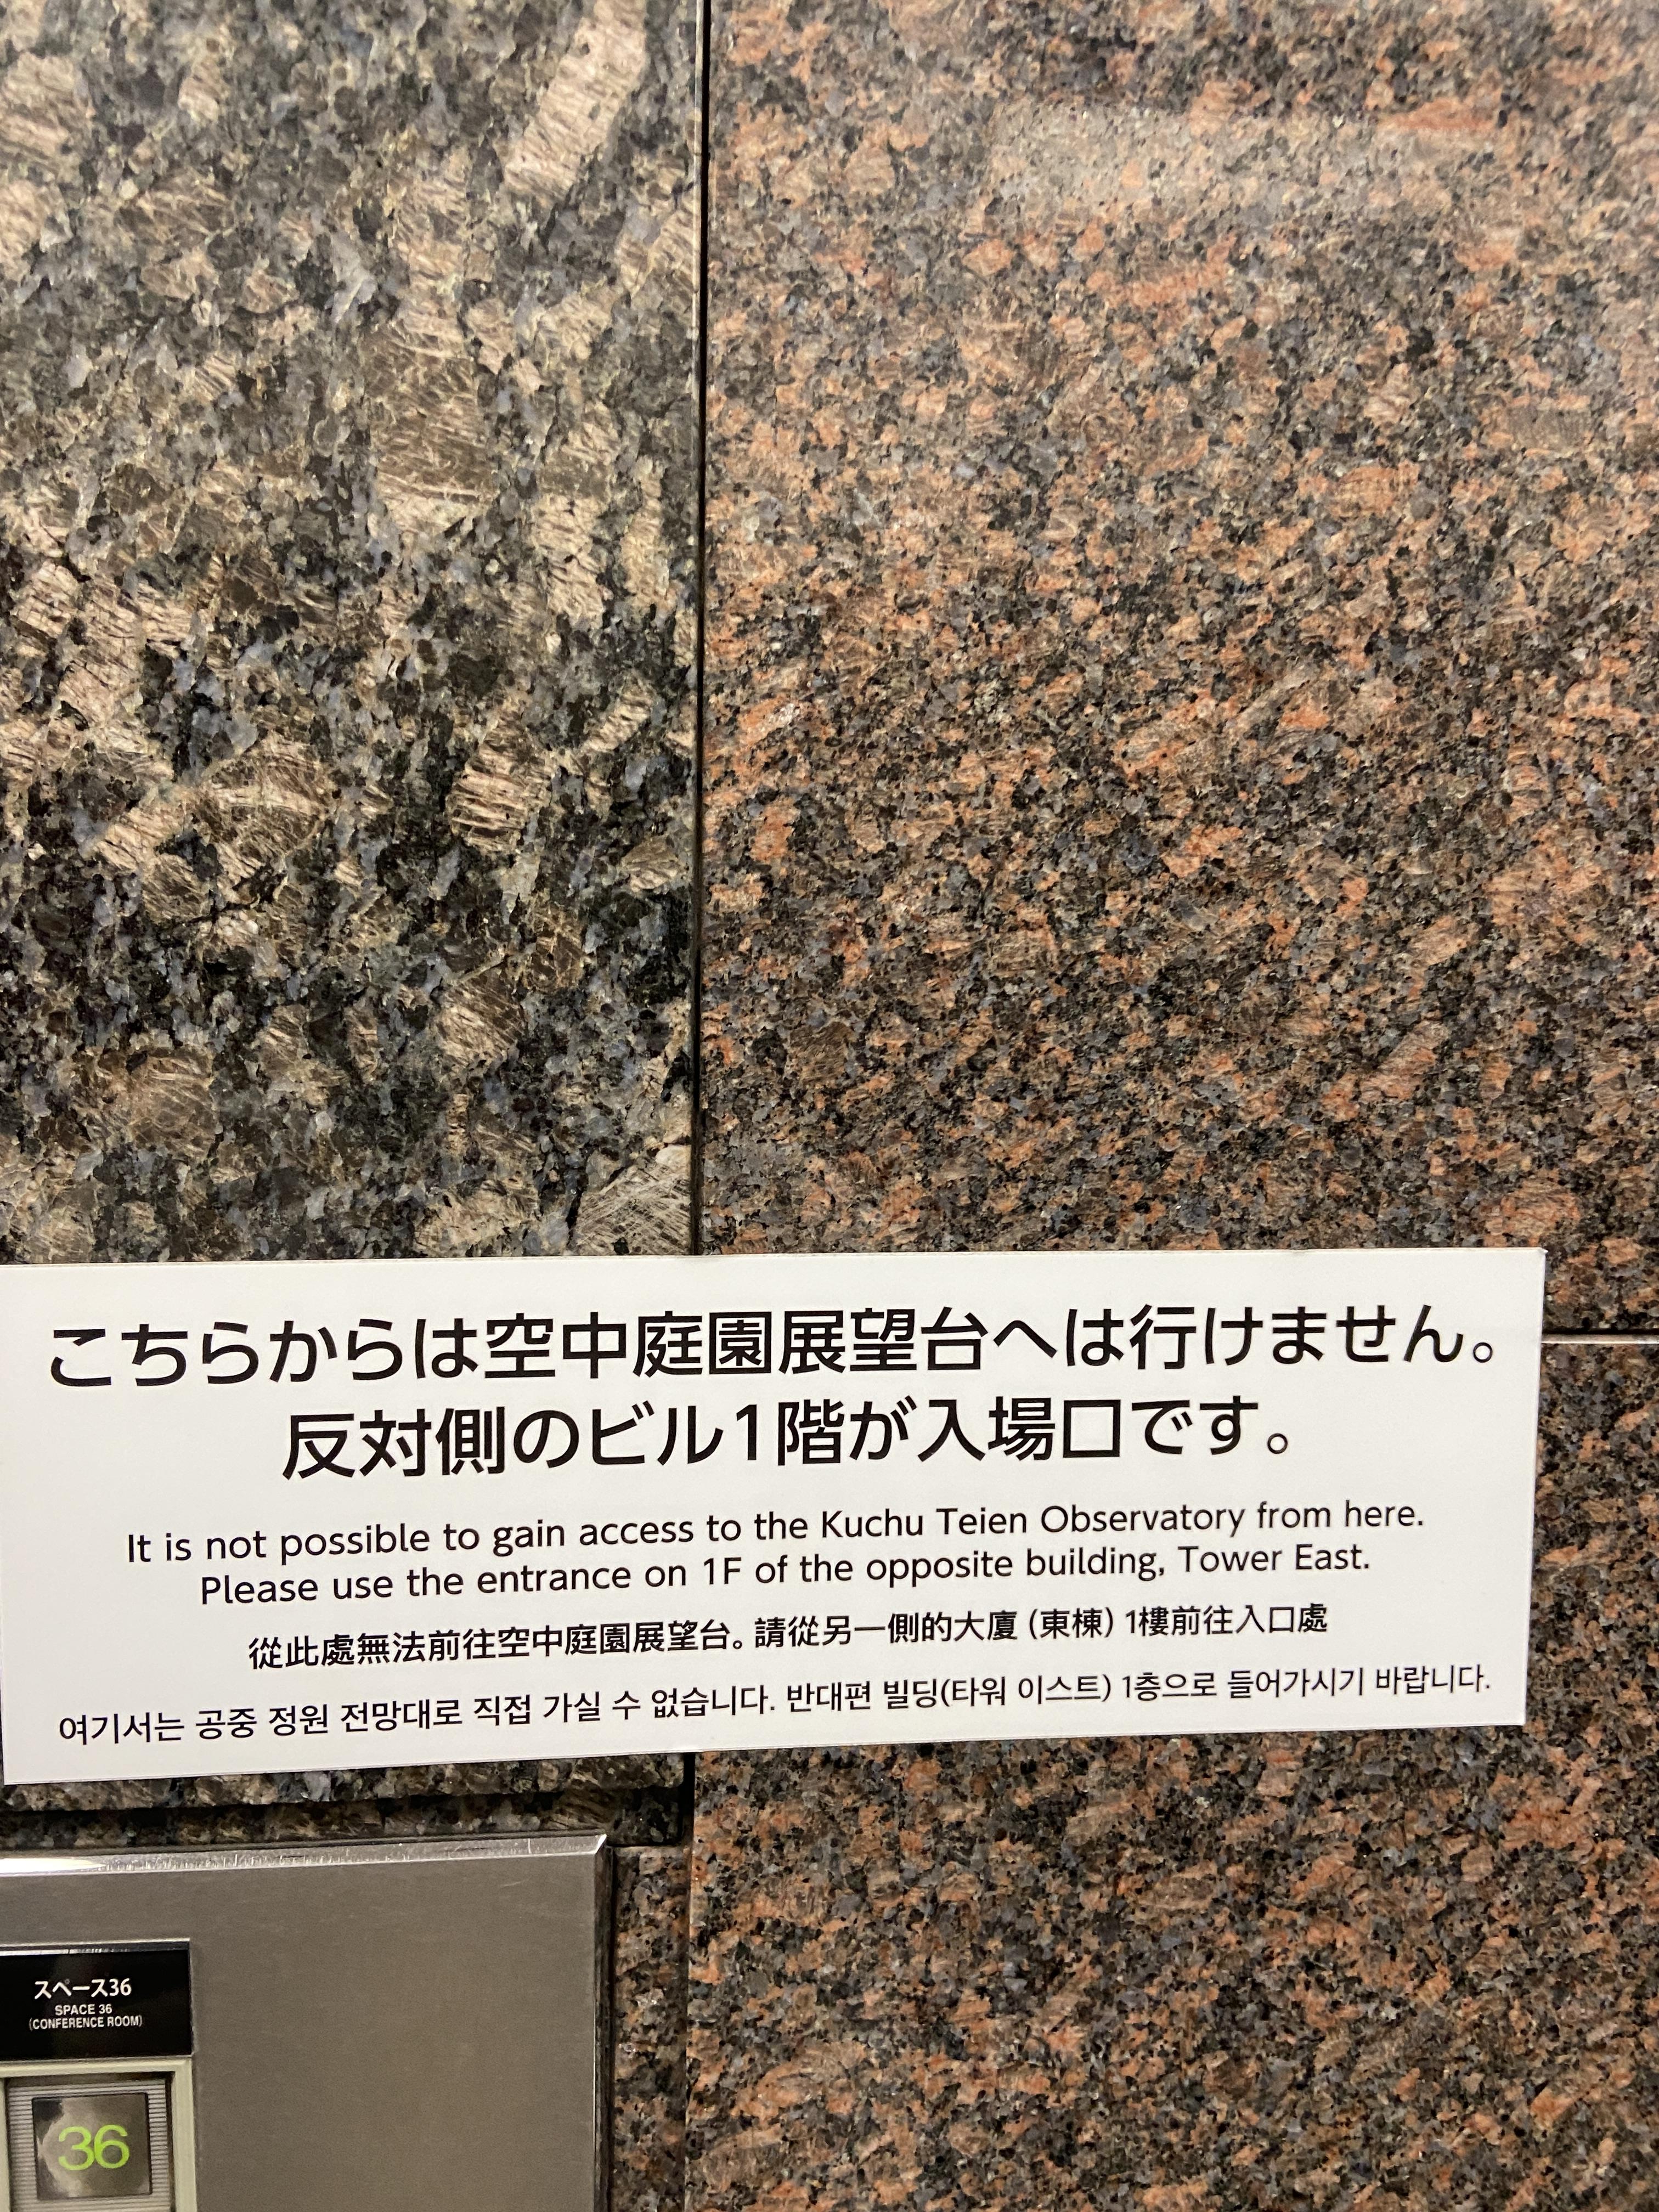 こちらからは空中庭園展望台へは行けません。
反対側のビル1階が入場口です。
It is not possible to gain access to the Kuchu Teien Observatory from here.
Please use the entrance on 1F of the opposite building, Tower East.
從此處無法前往空中庭園展望台。請從另一側的大廈 (東棟) 1樓前往入口處
여기서는 공중 정원 전망대로 직접 가실 수 없습니다. 반대편 빌딩(타워 이스트) 1층으로 들어가시기 바랍니다.
スペース36
SPACE 36
(CONFERENCE ROOM)
36